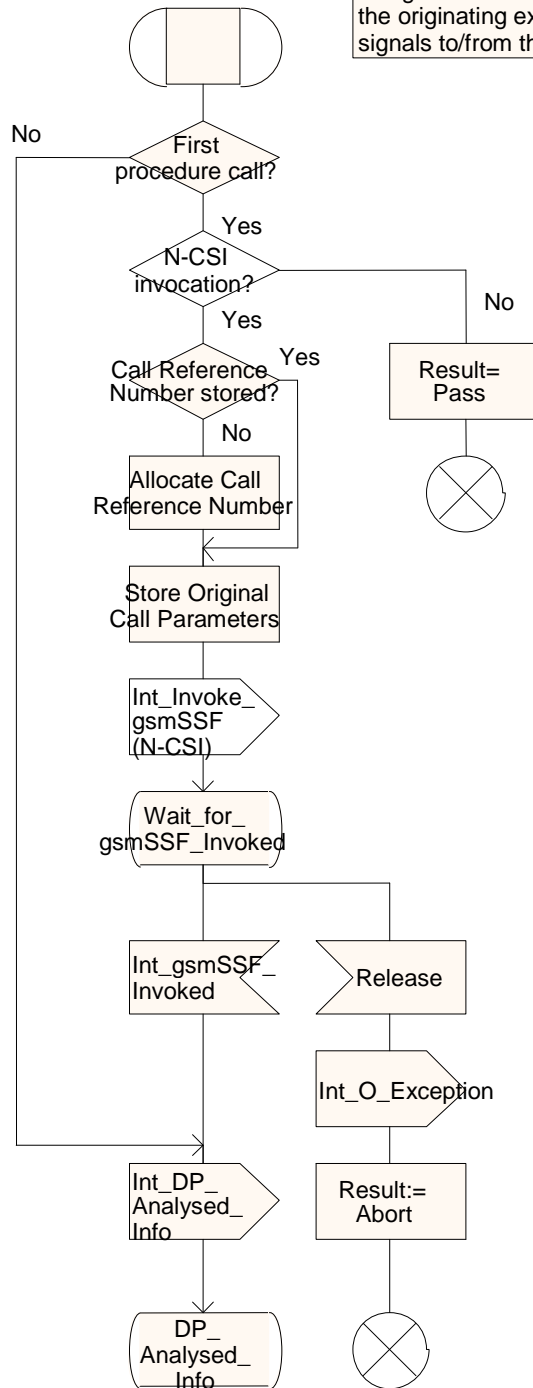 the originating ex
signals to/from th
No
First
procedure call?
Yes
N-CSI
invocation?
No
Yes
Call Reference
Number stored?
Yes
Result=
Pass
No
Allocate Call
Reference Number
Store Original
Call Parameters
Int_Invoke_
gsmSSF
(N-CSI)
Wait_for_
gsmSSF_Invoked
Int_gsmSSF_
Invoked
Release
Int_O_Exception
Int_DP_
Analysed_
Info
Result:=
Abort
DP_
Analysed_
Info